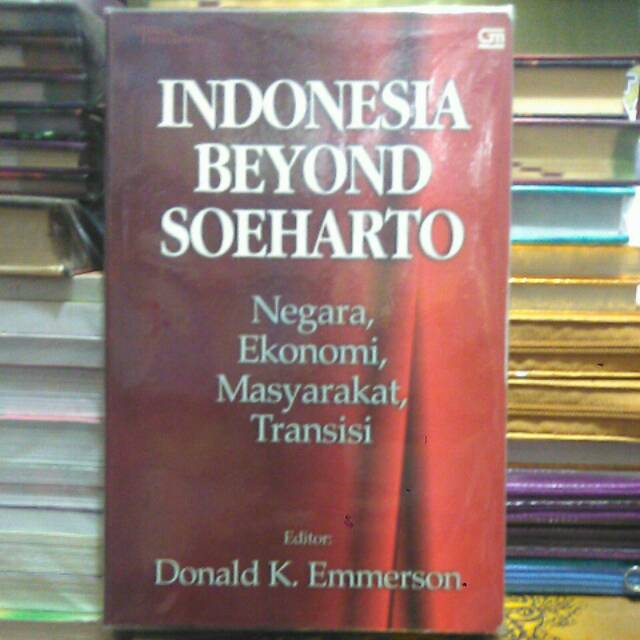 INDONESIA
BEYOND
SOEHARTO
Negara,
Ekonomi,
Masyarakat,
Transisi
Editor:
Donald K. Emmerson